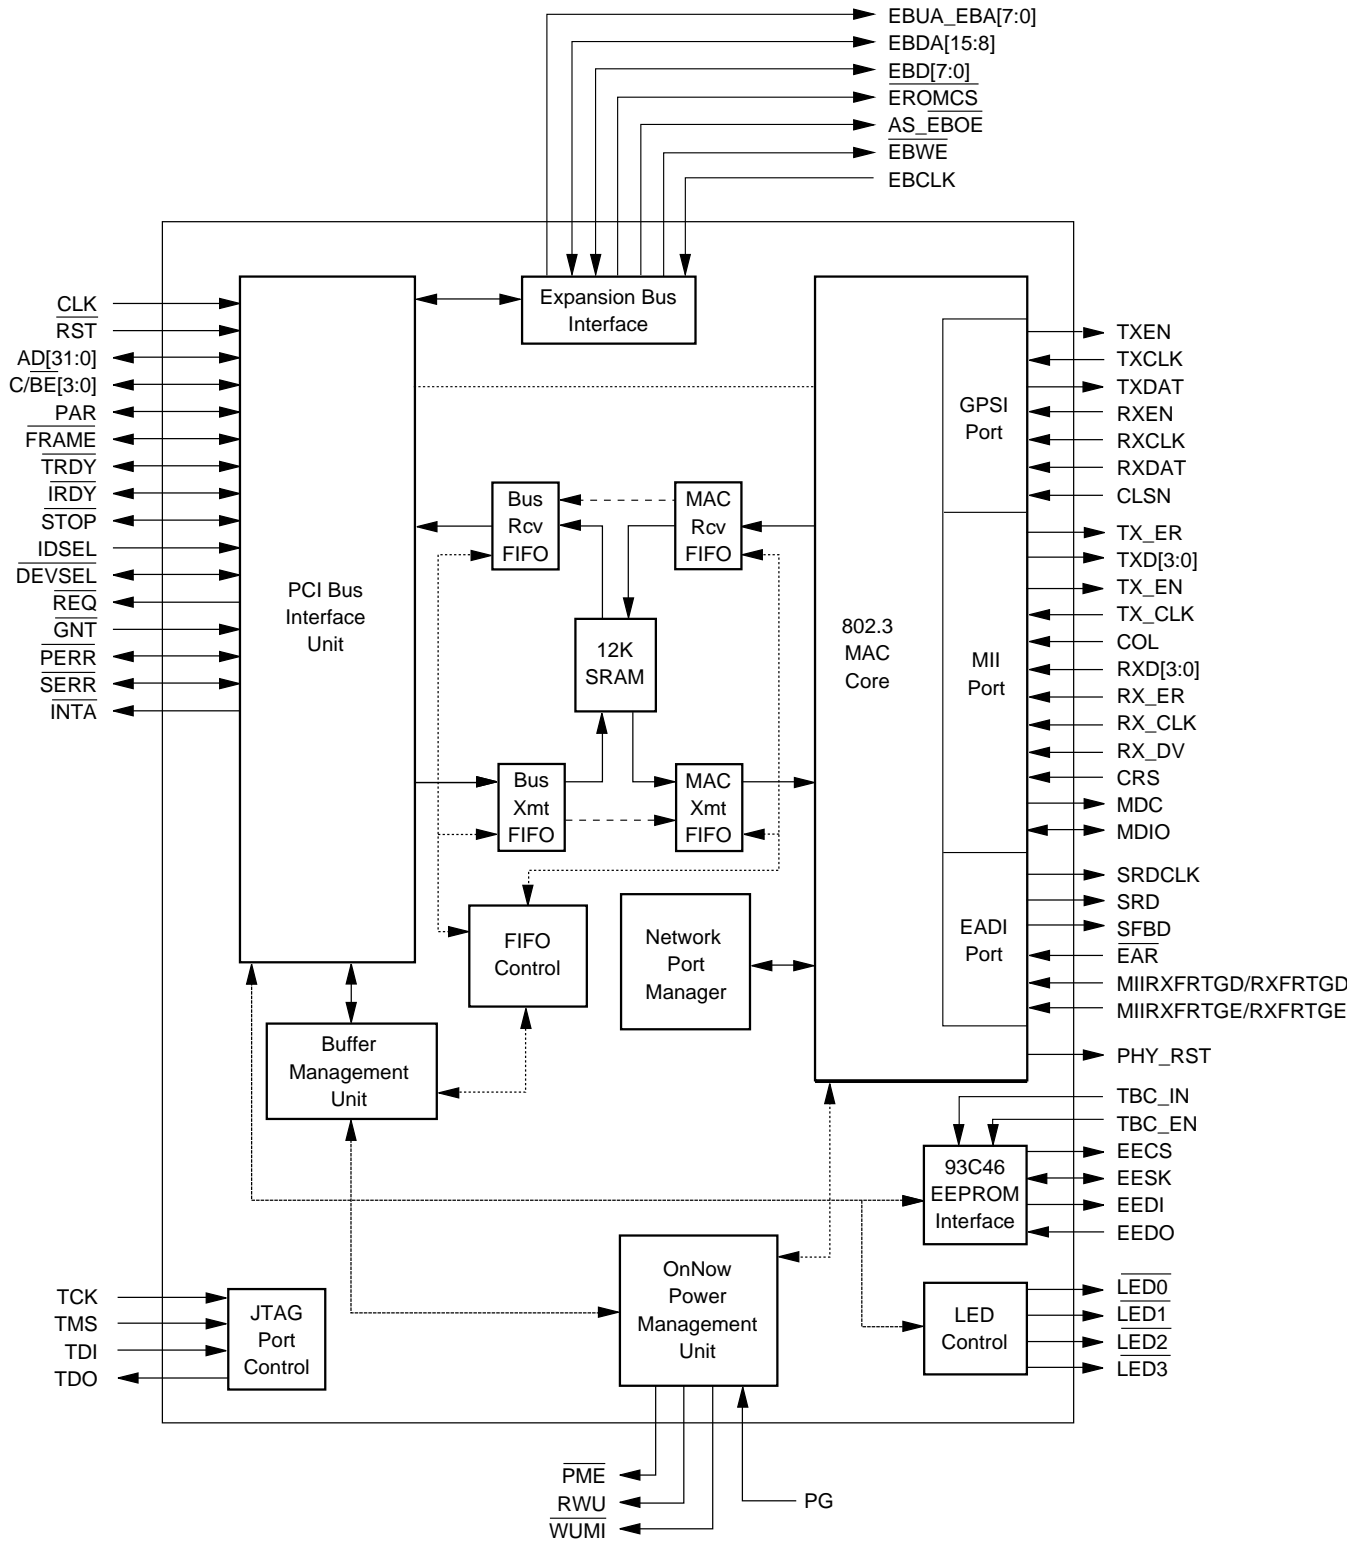 EBUA_EBA[7:0]
EBDA[15:8]
EBD[7:0]
EROMCS
AS_EBOE
EBWE
EBCLK
CLK
RST
AD[31:0]
C/BE[3:0]
PAR
FRAME
TRDY
IRDY
STOP
IDSEL
DEVSEL
REQ
GNT
PERR
SERR
INTA
PCI Bus
Interface
Unit
Expansion Bus
Interface
Bus
Rcv
FIFO
MAC
Rcv
FIFO
12K
SRAM
Bus
Xmt
FIFO
MAC
Xmt
FIFO
FIFO
Control
Network
Port
Manager
Buffer
Management
Unit
802.3
MAC
Core
GPSI
Port
MII
Port
EADI
Port
TXEN
TXCLK
TXDAT
RXEN
RXCLK
RXDAT
CLSN
TX_ER
TXD[3:0]
TX_EN
TX_CLK
COL
RXD[3:0]
RX_ER
RX_CLK
RX_DV
CRS
MDC
MDIO
SRDCLK
SRD
SFBD
EAR
MIIRXFRTGD/RXFRTGD
MIIRXFRTGE/RXFRTGE
PHY_RST
TBC_IN
TBC_EN
EECS
EESK
EEDI
EEDO
93C46
EEPROM
Interface
LED
Control
LED0
LED1
LED2
LED3
OnNow
Power
Management
Unit
TCK
TMS
TDI
TDO
JTAG
Port
Control
PME
RWU
WUMI
PG